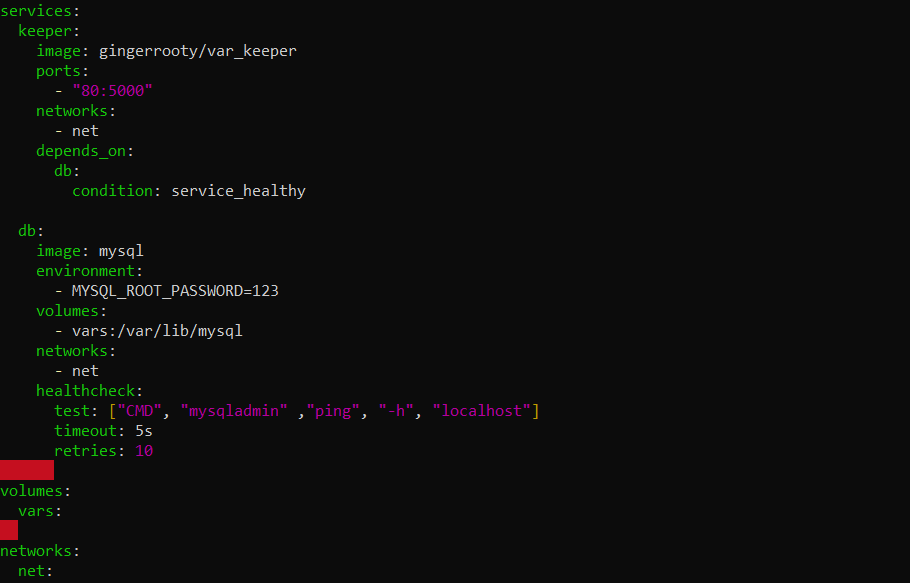 services:
  keeper:
    image: gingerrooty/var_keeper
    ports:
      - "80:5000"
    networks:
      - net
    depends_on:
      db:
        condition: service_healthy

  db:
    image: mysql
    environment:
      - MYSQL_ROOT_PASSWORD=123
    volumes:
      - vars:/var/lib/mysql
    networks:
      - net
    healthcheck:
      test: ["CMD", "mysqladmin" ,"ping", "-h", "localhost"]
      timeout: 5s
      retries: 10

volumes:
  vars:

networks:
  net: